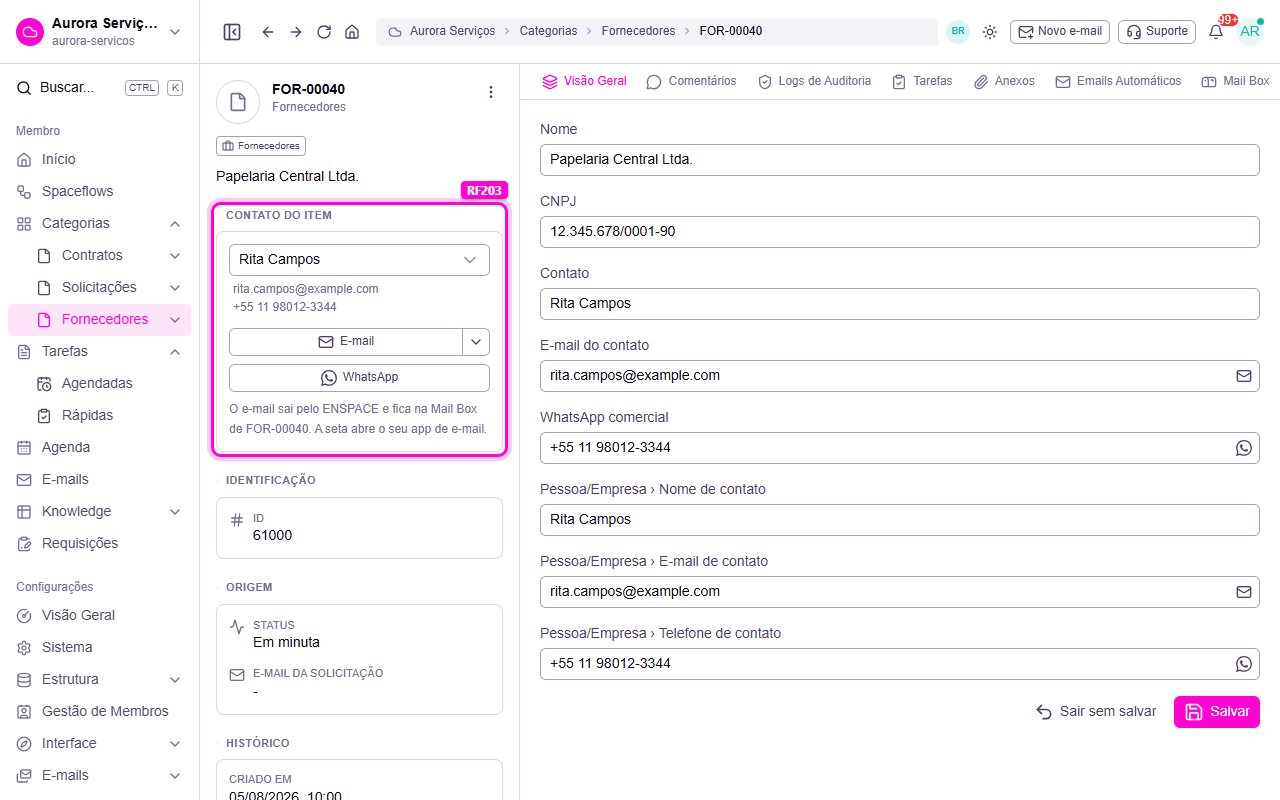 Aurora Serviç...
aurora-servicos
Aurora Serviços > Categorias > Fornecedores > FOR-00040
BR
Novo e-mail
Suporte
99+
AR
Buscar... CTRL K
Membro
Início
Spaceflows
Categorias
Contratos
Solicitações
Fornecedores
Tarefas
Agendadas
Rápidas
Agenda
E-mails
Knowledge
Requisições
Configurações
Visão Geral
Sistema
Estrutura
Gestão de Membros
Interface
E-mails
FOR-00040
Fornecedores
Fornecedores
Papelaria Central Ltda.
RF203
CONTATO DO ITEM
Rita Campos
rita.campos@example.com
+55 11 98012-3344
E-mail
WhatsApp
O e-mail sai pelo ENSPACE e fica na Mail Box
de FOR-00040. A seta abre o seu app de e-mail.
IDENTIFICAÇÃO
ID
61000
ORIGEM
STATUS
Em minuta
E-MAIL DA SOLICITAÇÃO
-
HISTÓRICO
CRIADO EM
05/08/2026, 10:00
Visão Geral
Comentários
Logs de Auditoria
Tarefas
Anexos
Emails Automáticos
Mail Box
Nome
Papelaria Central Ltda.
CNPJ
12.345.678/0001-90
Contato
Rita Campos
E-mail do contato
rita.campos@example.com
WhatsApp comercial
+55 11 98012-3344
Pessoa/Empresa › Nome de contato
Rita Campos
Pessoa/Empresa › E-mail de contato
rita.campos@example.com
Pessoa/Empresa › Telefone de contato
+55 11 98012-3344
Sair sem salvar
Salvar